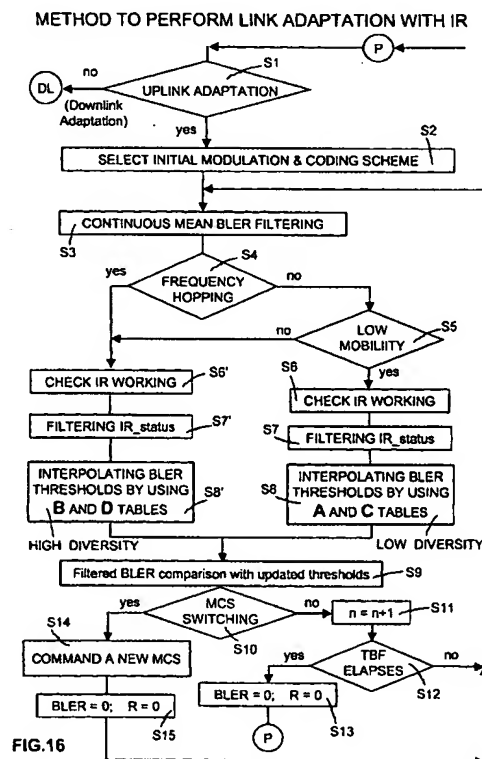 METHOD TO PERFORM LINK ADAPTATION WITH IR
P
S1
no
DL
UPLINK ADAPTATION
(Downlink
Adaptation)
yes
S2
SELECT INITIAL MODULATION & CODING SCHEME
CONTINUOUS MEAN BLER FILTERING
S3
S4
yes
FREQUENCY
HOPPING
no
no
LOW
MOBILITY
S5
yes
S6'
CHECK IR WORKING
S6
CHECK IR WORKING
S7'
FILTERING IR_status
S7
FILTERING IR_status
INTERPOLATING BLER
THRESHOLDS BY USING
B AND D TABLES
S8'
S8
INTERPOLATING BLER
THRESHOLDS BY USING
A AND C TABLES
HIGH DIVERSITY
LOW DIVERSITY
Filtered BLER comparison with updated thresholds
S9
yes
MCS
SWITCHING
S10
no
n = n+1
S11
S14
COMMAND A NEW MCS
yes
TBF
ELAPSES
S12
no
BLER = 0; R = 0
S15
BLER = 0; R = 0
S13
P
FIG.16